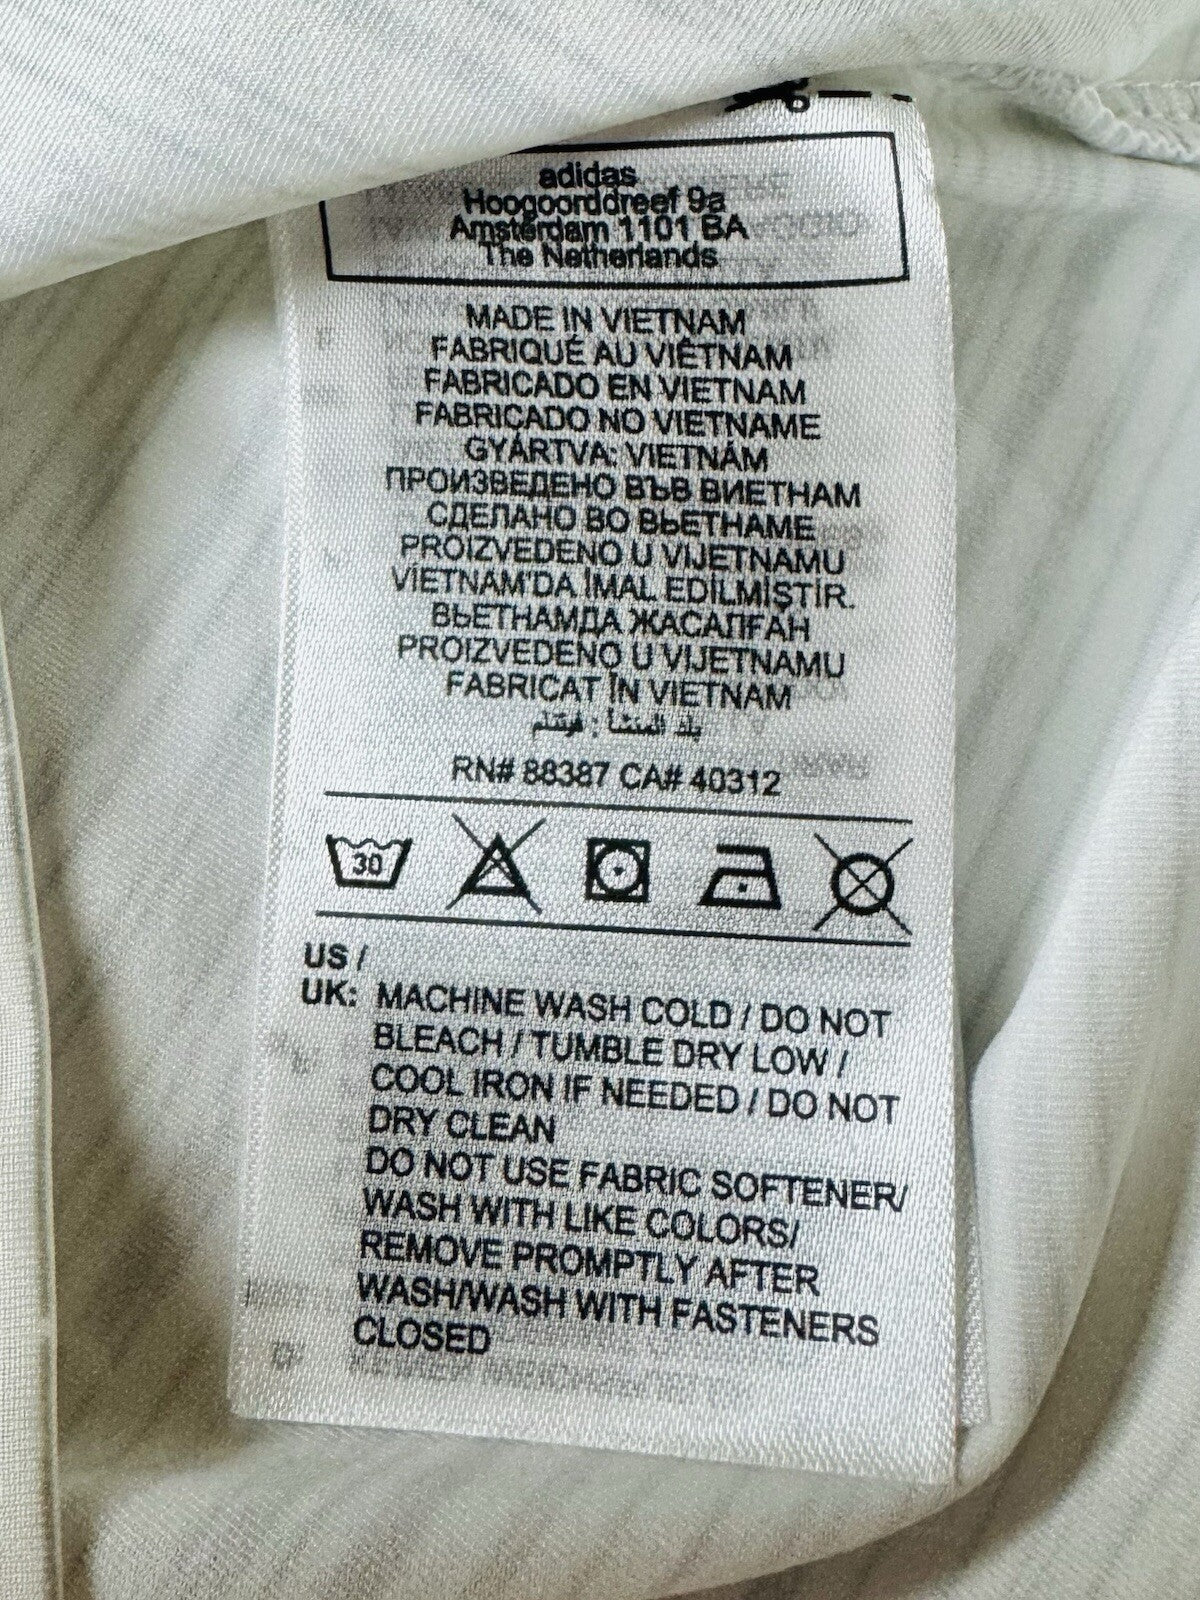 adidas
Hoogoorddreef 9a
Amsterdam 1101 BA
The Netherlands
MADE IN VIETNAM
FABRIQUÉ AU VIÊTNAM
FABRICADO EN VIETNAM
FABRICADO NO VIETNAME
GYÁRTVA: VIETNÁM
ПРОИЗВЕДЕНО ВЪВ ВИЕТНАМ
СДЕЛАНО ВО ВЬЕТНАМЕ
PROIZVEDENO U VIJETNAMU
VİETNAM'DA İMAL EDİLMİŞTİR.
ВЬЕТНАМДА ЖАСАЛҒАН
PROIZVEDENO U VIJETNAMU
FABRICAT ÎN VIETNAM
بلد المنشأ : فيتنام
RN# 88387 CA# 40312
30
US /
UK: MACHINE WASH COLD / DO NOT
BLEACH / TUMBLE DRY LOW /
COOL IRON IF NEEDED / DO NOT
DRY CLEAN
DO NOT USE FABRIC SOFTENER/
WASH WITH LIKE COLORS/
REMOVE PROMPTLY AFTER
WASH/WASH WITH FASTENERS
CLOSED